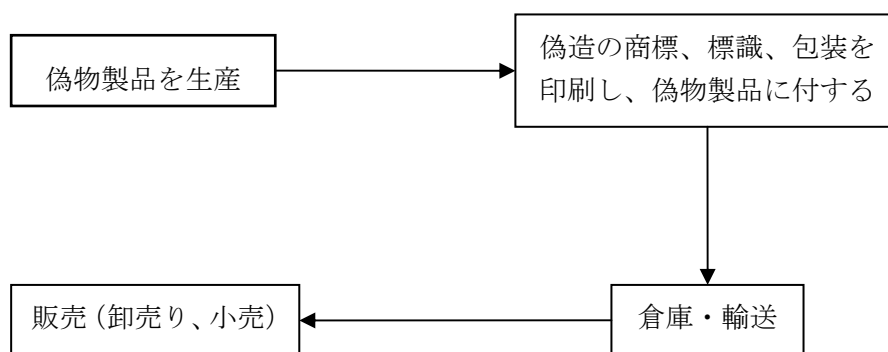 偽物製品を生産
偽造の商標、標識、包装を
印刷し、偽物製品に付する
倉庫・輸送
販売（卸売り、小売）